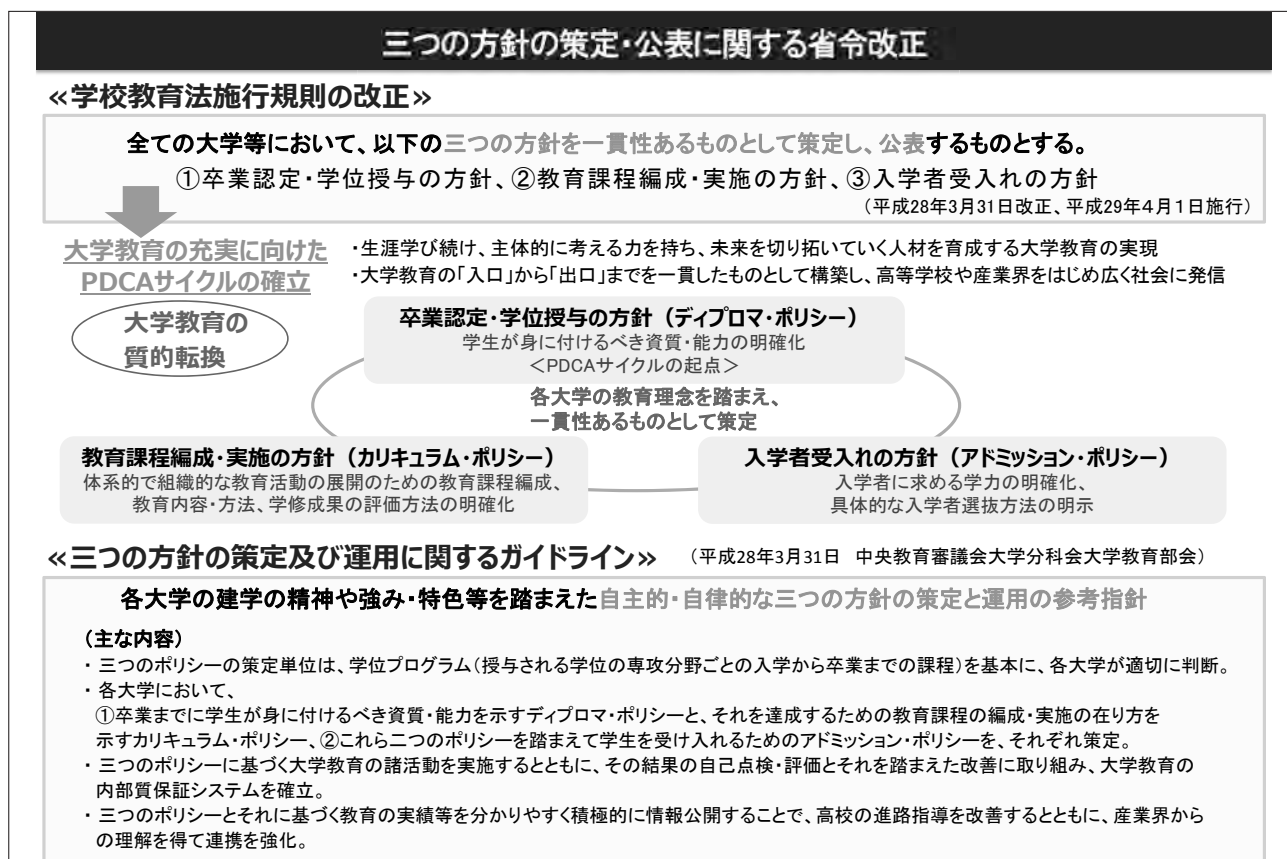 三つの方針の策定・公表に関する省令改正
≪学校教育法施行規則の改正≫
全ての大学等において、以下の三つの方針を一貫性あるものとして策定し、公表するものとする。
①卒業認定・学位授与の方針、②教育課程編成・実施の方針、③入学者受入れの方針
（平成28年3月31日改正、平成29年４月１日施行）
大学教育の充実に向けた
PDCAサイクルの確立
・生涯学び続け、主体的に考える力を持ち、未来を切り拓いていく人材を育成する大学教育の実現
・大学教育の「入口」から「出口」までを一貫したものとして構築し、高等学校や産業界をはじめ広く社会に発信
大学教育の
質的転換
卒業認定・学位授与の方針（ディプロマ・ポリシー）
学生が身に付けるべき資質・能力の明確化
＜PDCAサイクルの起点＞
各大学の教育理念を踏まえ、
一貫性あるものとして策定
教育課程編成・実施の方針（カリキュラム・ポリシー）
体系的で組織的な教育活動の展開のための教育課程編成、
教育内容・方法、学修成果の評価方法の明確化
入学者受入れの方針（アドミッション・ポリシー）
入学者に求める学力の明確化、
具体的な入学者選抜方法の明示
≪三つの方針の策定及び運用に関するガイドライン≫
（平成28年3月31日　中央教育審議会大学分科会大学教育部会）
各大学の建学の精神や強み・特色等を踏まえた自主的・自律的な三つの方針の策定と運用の参考指針
（主な内容）
・ 三つのポリシーの策定単位は、学位プログラム（授与される学位の専攻分野ごとの入学から卒業までの課程）を基本に、各大学が適切に判断。
・ 各大学において、
①卒業までに学生が身に付けるべき資質・能力を示すディプロマ・ポリシーと、それを達成するための教育課程の編成・実施の在り方を
示すカリキュラム・ポリシー、②これら二つのポリシーを踏まえて学生を受け入れるためのアドミッション・ポリシーを、それぞれ策定。
・ 三つのポリシーに基づく大学教育の諸活動を実施するとともに、その結果の自己点検・評価とそれを踏まえた改善に取り組み、大学教育の
内部質保証システムを確立。
・ 三つのポリシーとそれに基づく教育の実績等を分かりやすく積極的に情報公開することで、高校の進路指導を改善するとともに、産業界から
の理解を得て連携を強化。